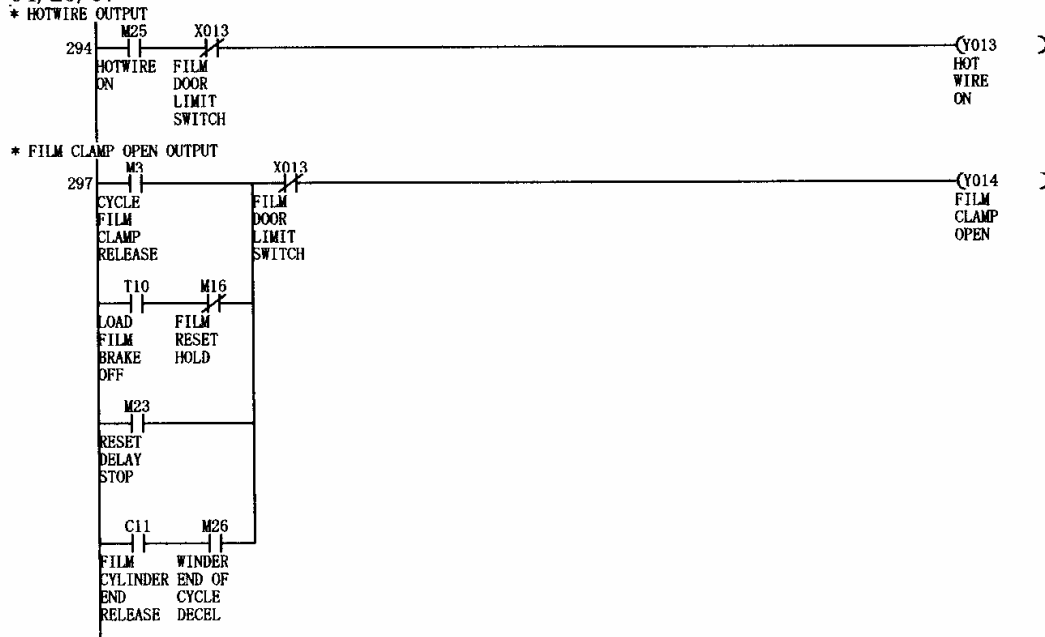 * HOTWIRE OUTPUT
M25 X013
294 (Y013 )
HOTWIRE FILM HOT
ON DOOR WIRE
LIMIT ON
SWITCH
* FILM CLAMP OPEN OUTPUT
M3 X013
297 (Y014 )
CYCLE FILM FILM
FILM DOOR CLAMP
CLAMP LIMIT OPEN
RELEASE SWITCH
T10 M16
LOAD FILM
FILM RESET
BRAKE HOLD
OFF
M23
RESET
DELAY
STOP
C11 M26
FILM WINDER
CYLINDER END OF
END CYCLE
RELEASE DECEL